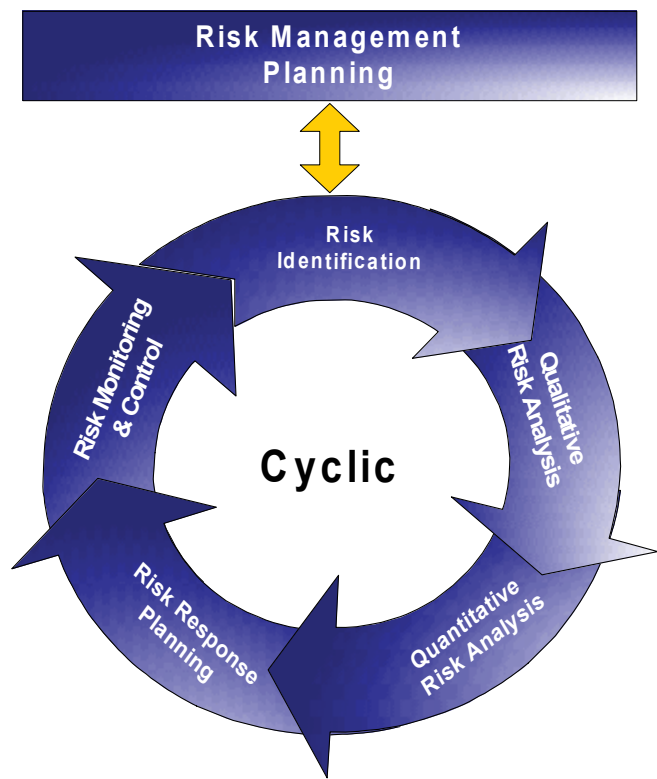 Risk Management
Planning
Risk
Identification
Qualitative
Risk Analysis
Quantitative
Risk Analysis
Risk Response
Planning
Risk Monitoring
& Control
Cyclic